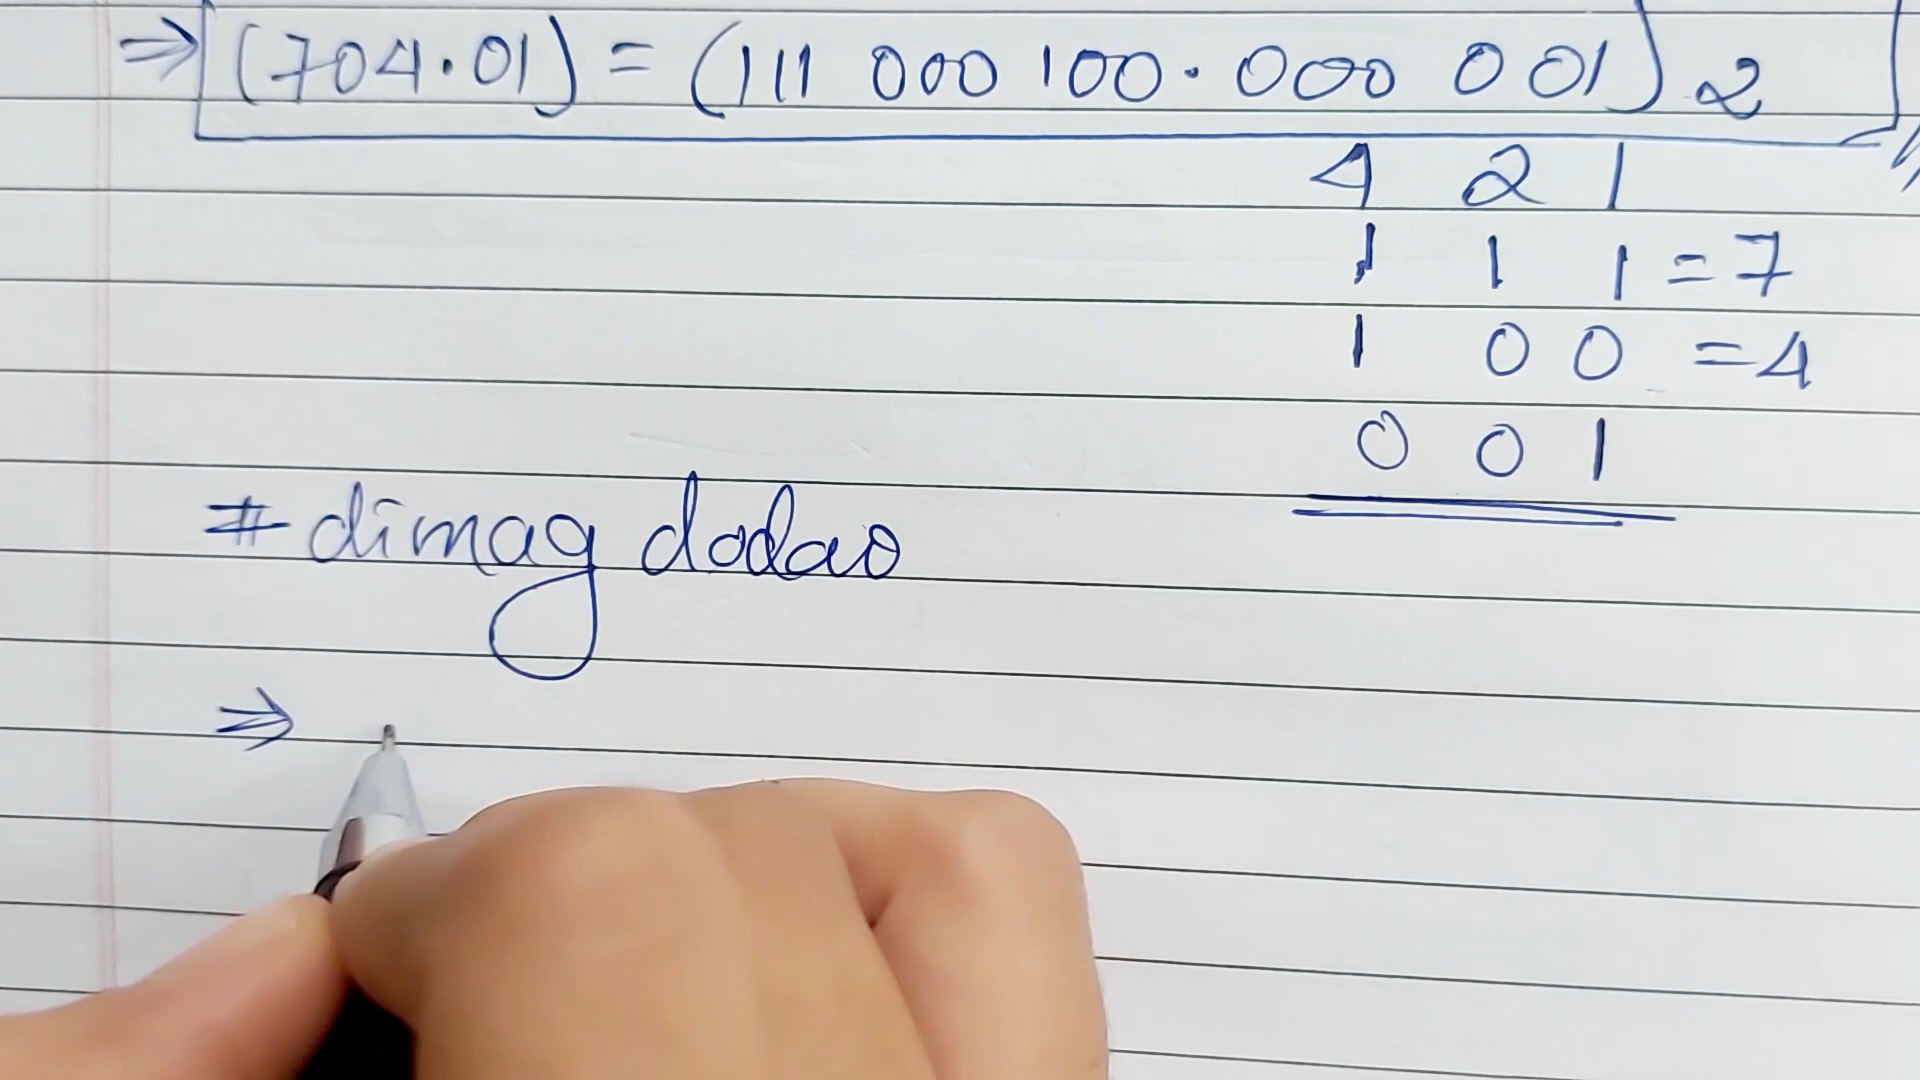 ⇒ (704.01) = (111 000 100.000 001)2
4 2 1
1 1 1 = 7
1 0 0 = 4
0 0 1
# dimag dodao
⇒